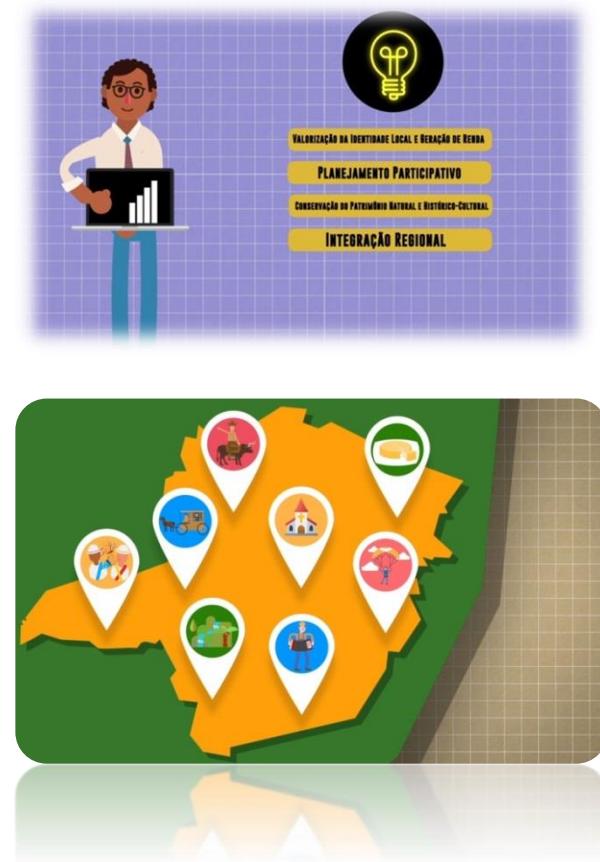 Valorização da Identidade Local e Geração de Renda
Planejamento Participativo
Conservação do Patrimônio Natural e Histórico-Cultural
Integração Regional